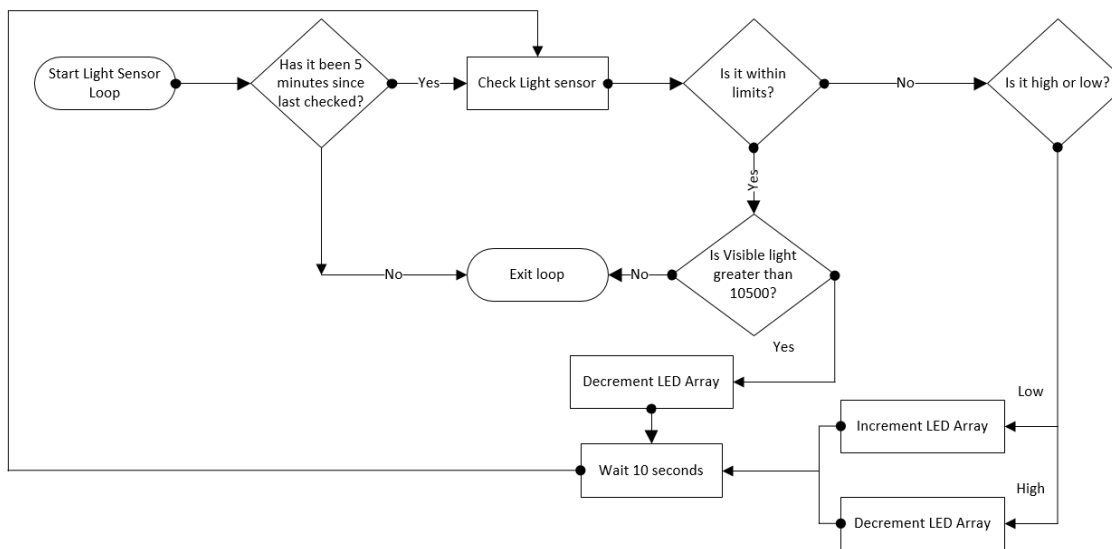 Start Light Sensor
Loop
Has it been 5
minutes since
last checked?
Yes
Check Light sensor
Is it within
limits?
No
Is it high or low?
Yes
Is Visible light
greater than
10500?
No
Exit loop
No
Yes
Decrement LED Array
Low
Increment LED Array
Wait 10 seconds
High
Decrement LED Array